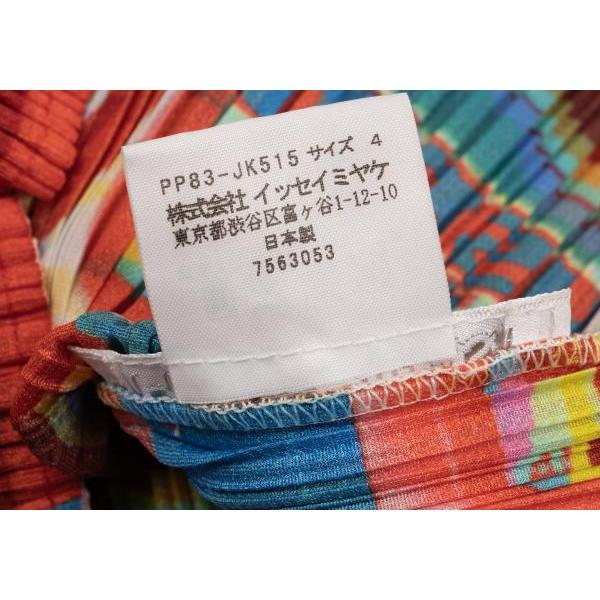 PP83-JK515 サイズ 4
株式会社 イッセイミヤケ
東京都渋谷区富ヶ谷1-12-10
日本製
7563053